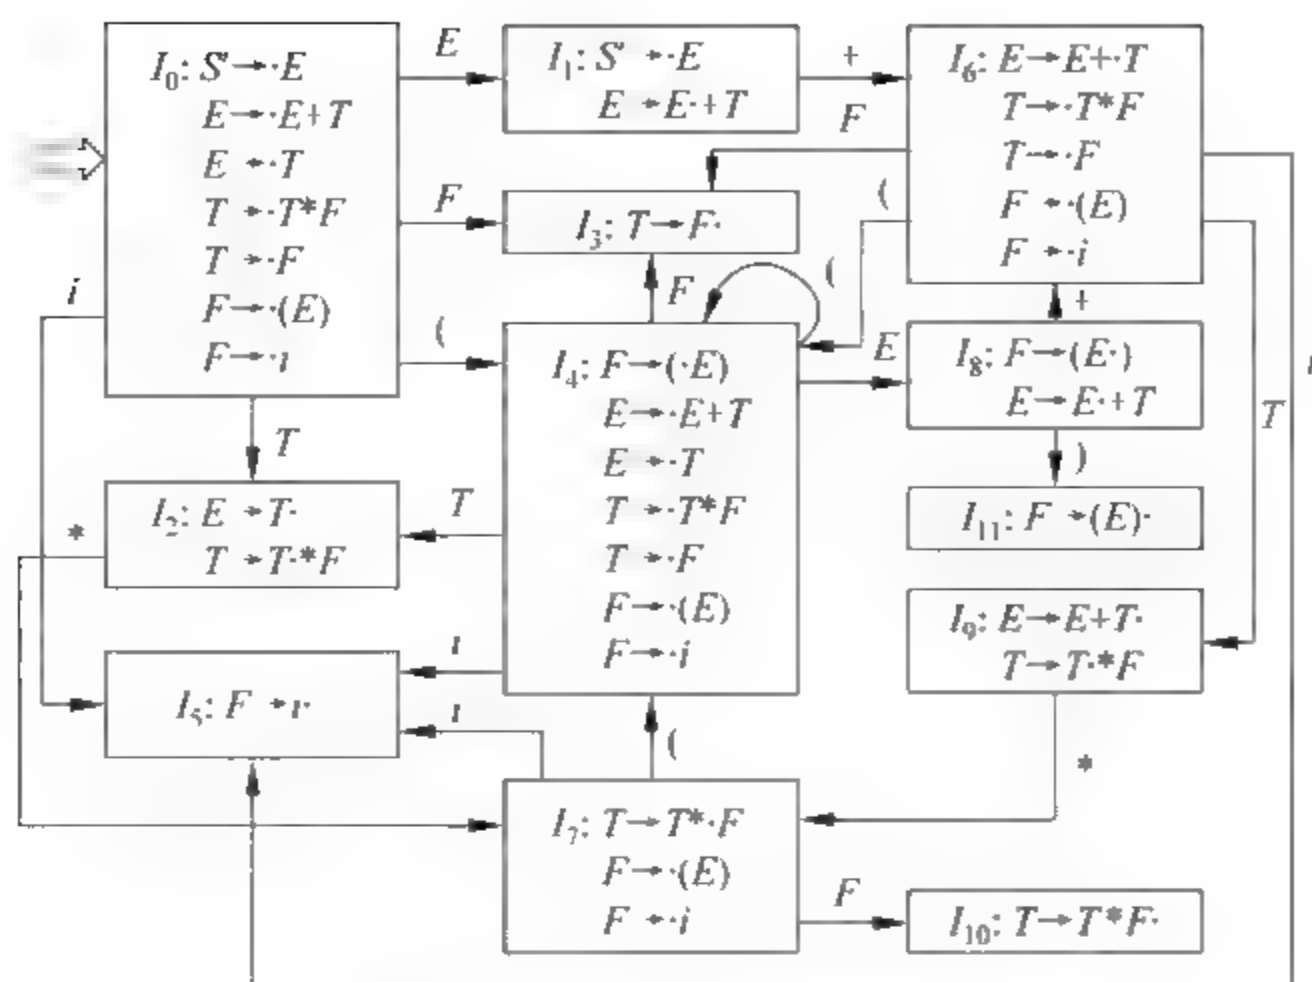 I₀: S'→·E
E→·E+T
E→·T
T→·T*F
T→·F
F→·(E)
F→·i
E
I₁: S'→·E
E→E·+T
+
I₆: E→E+·T
T→·T*F
T→·F
F→·(E)
F→·i
F
F
I₃: T→F·
(
i
(
F
(
I₄: F→(·E)
E→·E+T
E→·T
T→·T*F
T→·F
F→·(E)
F→·i
E
+
I₈: F→(E·)
E→E·+T
T
)
I₁₁: F→(E)·
T
I₂: E→T·
T→T·*F
*
T
I₉: E→E+T·
T→T·*F
i
I₅: F→i·
i
(
*
I₇: T→T*·F
F→·(E)
F→·i
F
I₁₀: T→T*F·